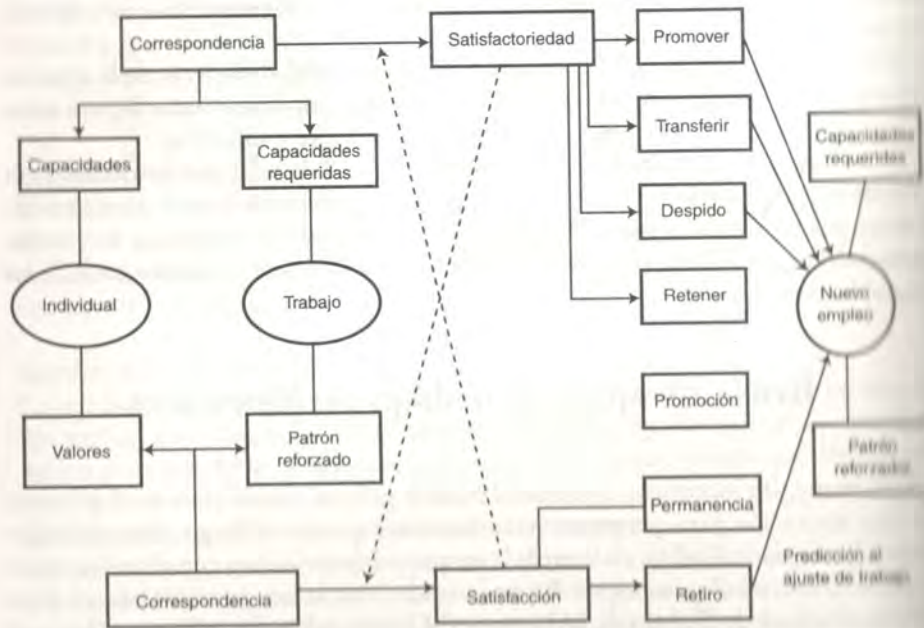 Correspondencia
Satisfactoriedad
Promover
Capacidades
Capacidades
requeridas
Transferir
Capacidades
requeridas
Despido
Individual
Trabajo
Retener
Nuevo
empleo
Promoción
Valores
Patrón
reforzado
Patrón
reforzado
Permanencia
Correspondencia
Satisfacción
Retiro
Predicción al
ajuste de trabajo